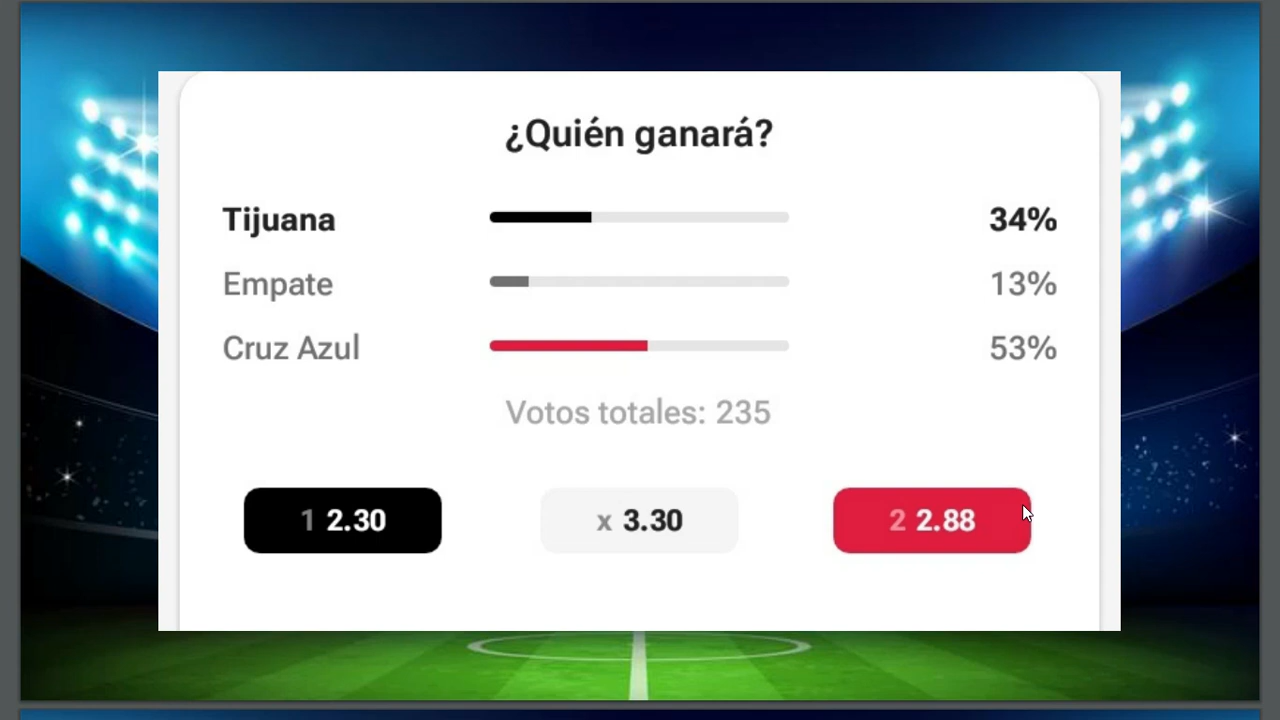 ¿Quién ganará?
Tijuana 34%
Empate 13%
Cruz Azul 53%
Votos totales: 235
1 2.30 x 3.30 2 2.88